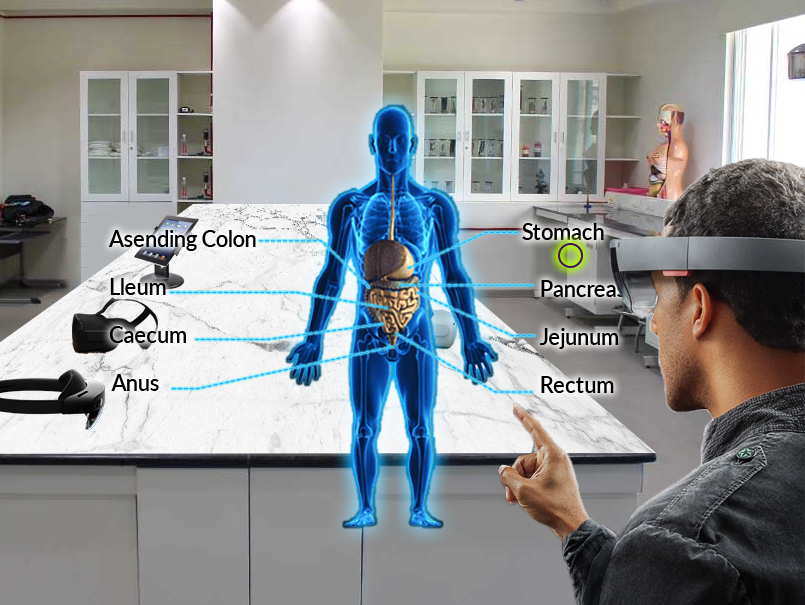 Asending Colon
Stomach
Lleum
Pancrea
Caecum
Jejunum
Anus
Rectum